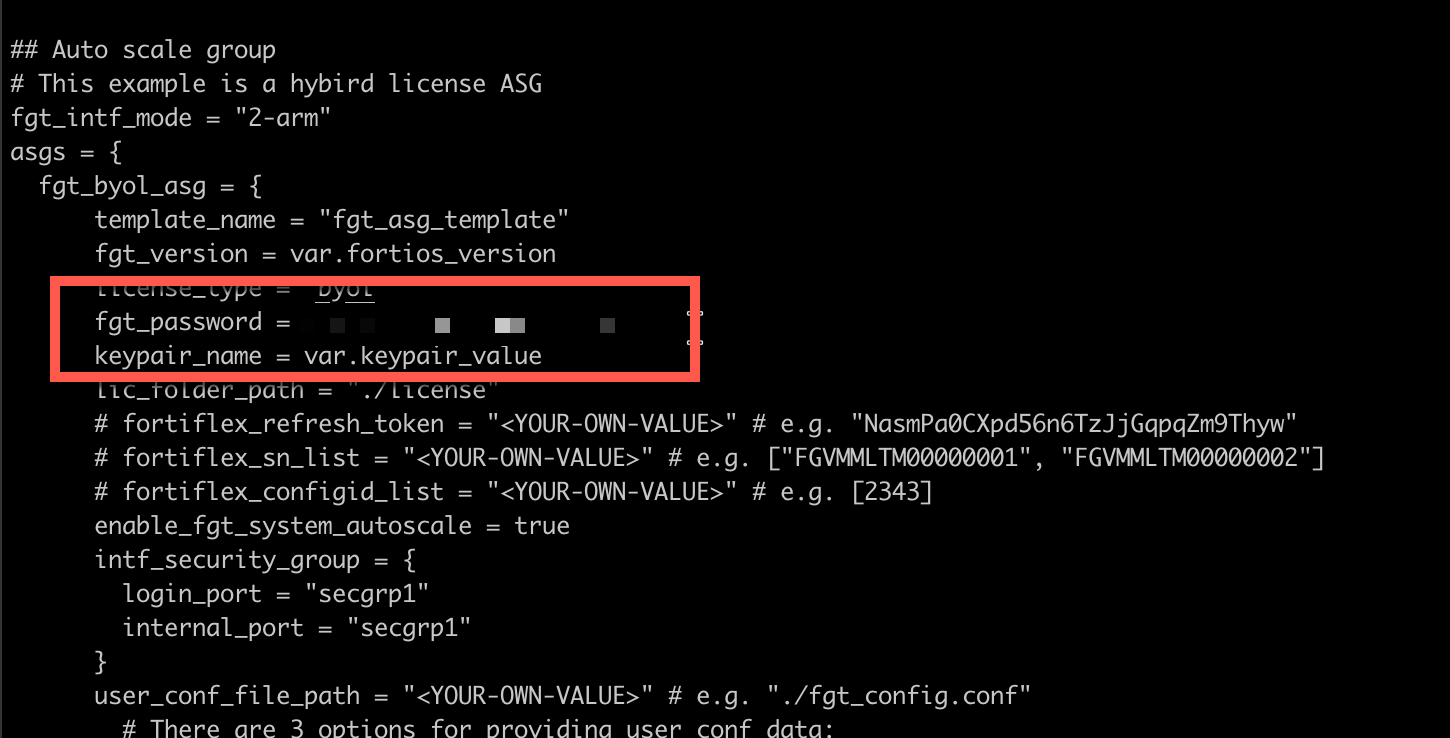 ## Auto scale group
# This example is a hybird license ASG
fgt_intf_mode = "2-arm"
asgs = {
fgt_byol_asg = {
template_name = "fgt_asg_template"
fgt_version = var.fortios_version
license_type = byol
fgt_password =
keypair_name = var.keypair_value
lic_folder_path = "./license"
# fortiflex_refresh_token = "<YOUR-OWN-VALUE>" # e.g. "NasmPa0CXpd56n6TzJjGqpqZm9Thyw"
# fortiflex_sn_list = "<YOUR-OWN-VALUE>" # e.g. ["FGVMMLTM00000001", "FGVMMLTM00000002"]
# fortiflex_configid_list = "<YOUR-OWN-VALUE>" # e.g. [2343]
enable_fgt_system_autoscale = true
intf_security_group = {
login_port = "secgrp1"
internal_port = "secgrp1"
}
user_conf_file_path = "<YOUR-OWN-VALUE>" # e.g. "./fgt_config.conf"
# There are 3 options for providing user_conf data: